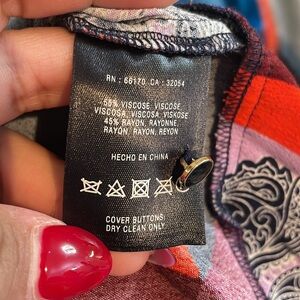 RN : 66170 CA : 32054
55% VISCOSE, VISCOSE
VISCOSA, VISCOSA, VISKOSE
45% RAYON, RAYONNE,
RAYON, RAYON, REYON
HECHO EN CHINA
COVER BUTTONS
DRY CLEAN ONLY